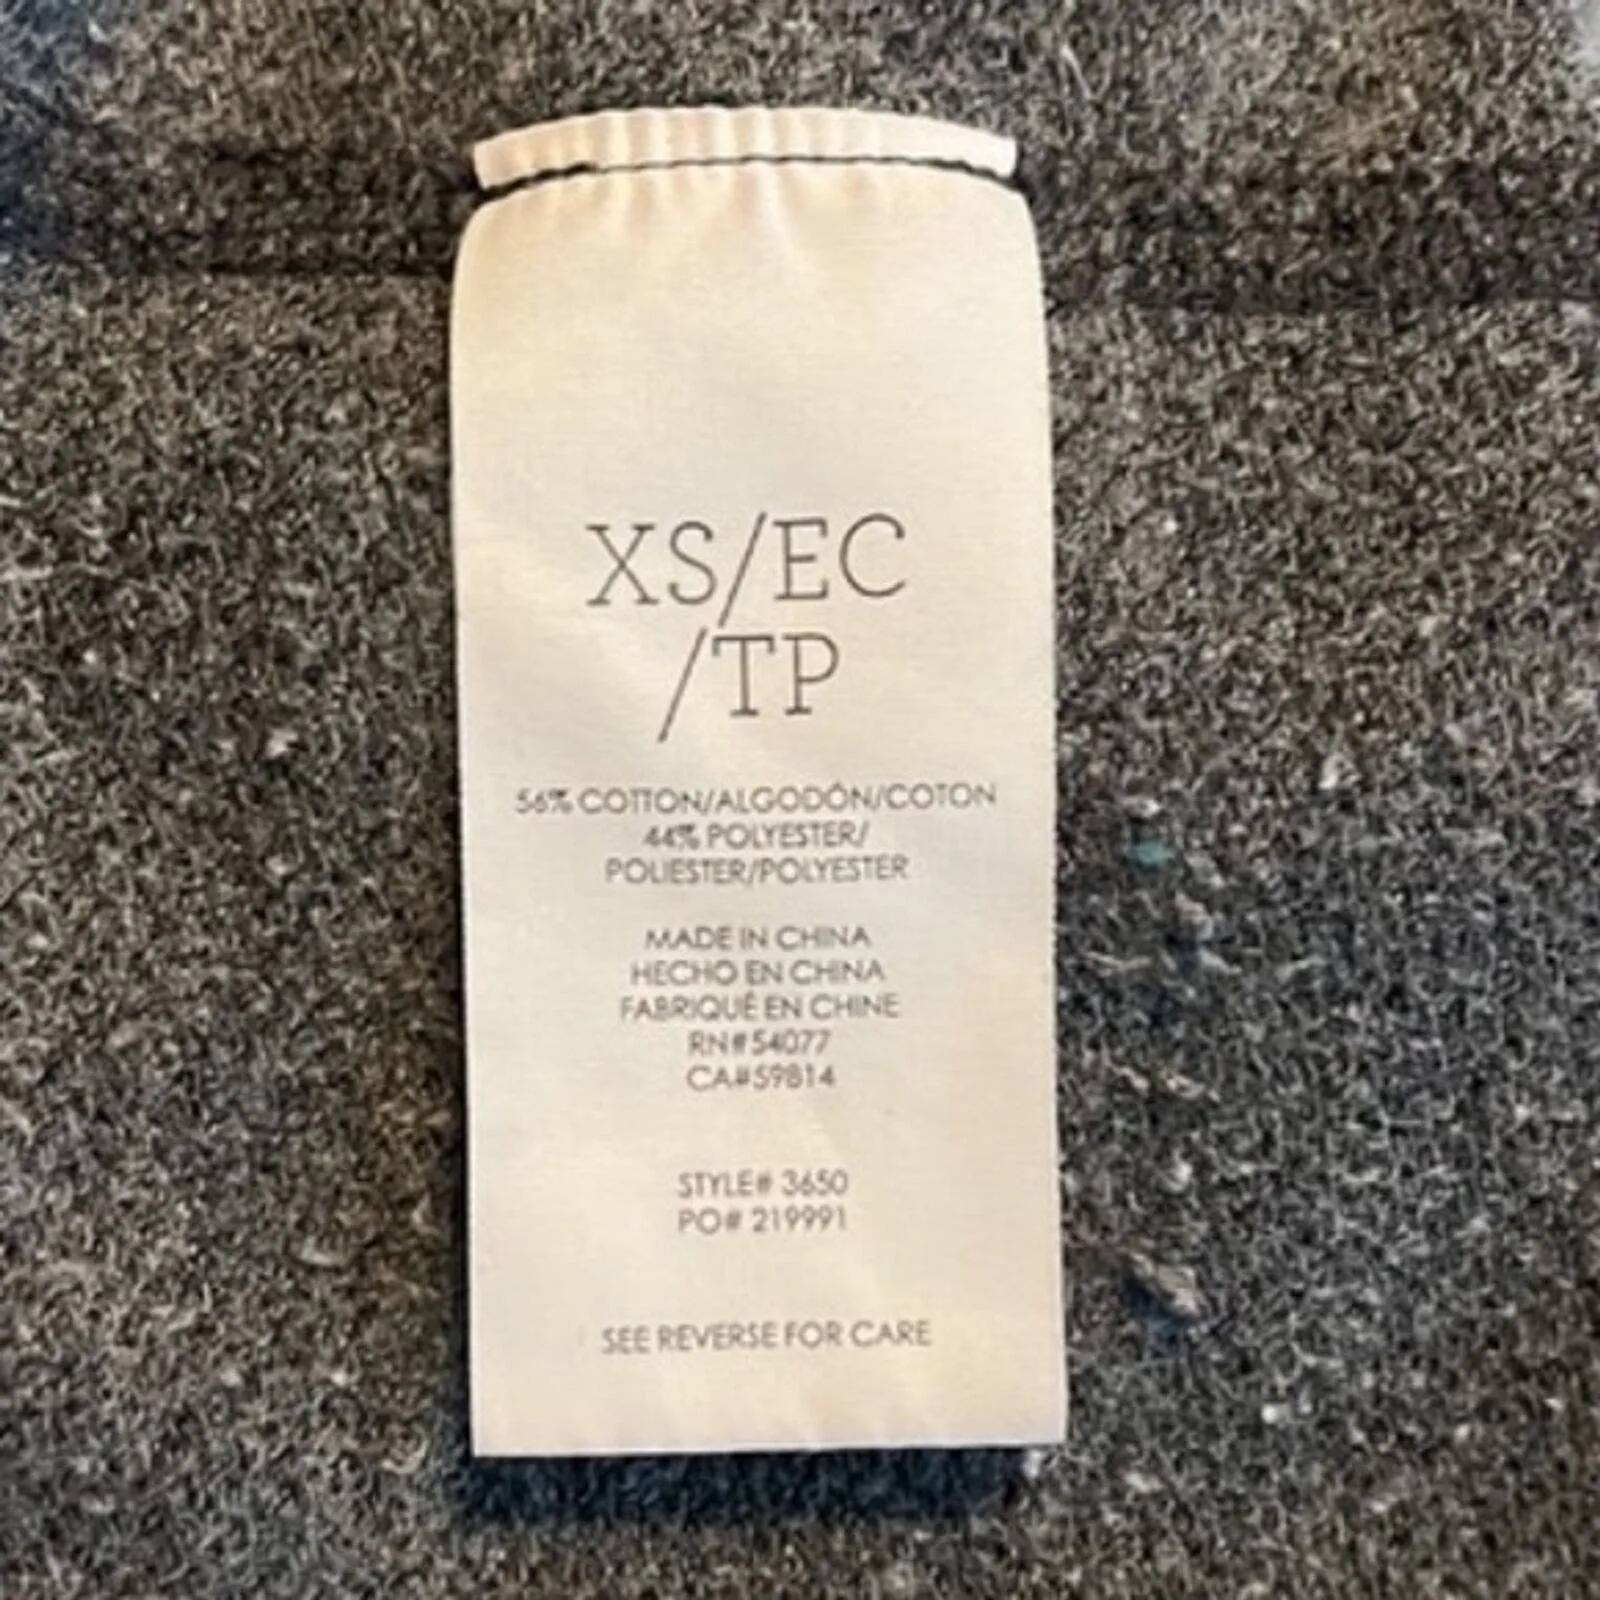 XS/EC
/TP
56% COTTON/ALGODÓN/COTON
44% POLYESTER/
POLIESTER/POLYESTER
MADE IN CHINA
HECHO EN CHINA
FABRIQUÉ EN CHINE
RN#54077
CA#59814
STYLE# 3650
PO# 219991
SEE REVERSE FOR CARE